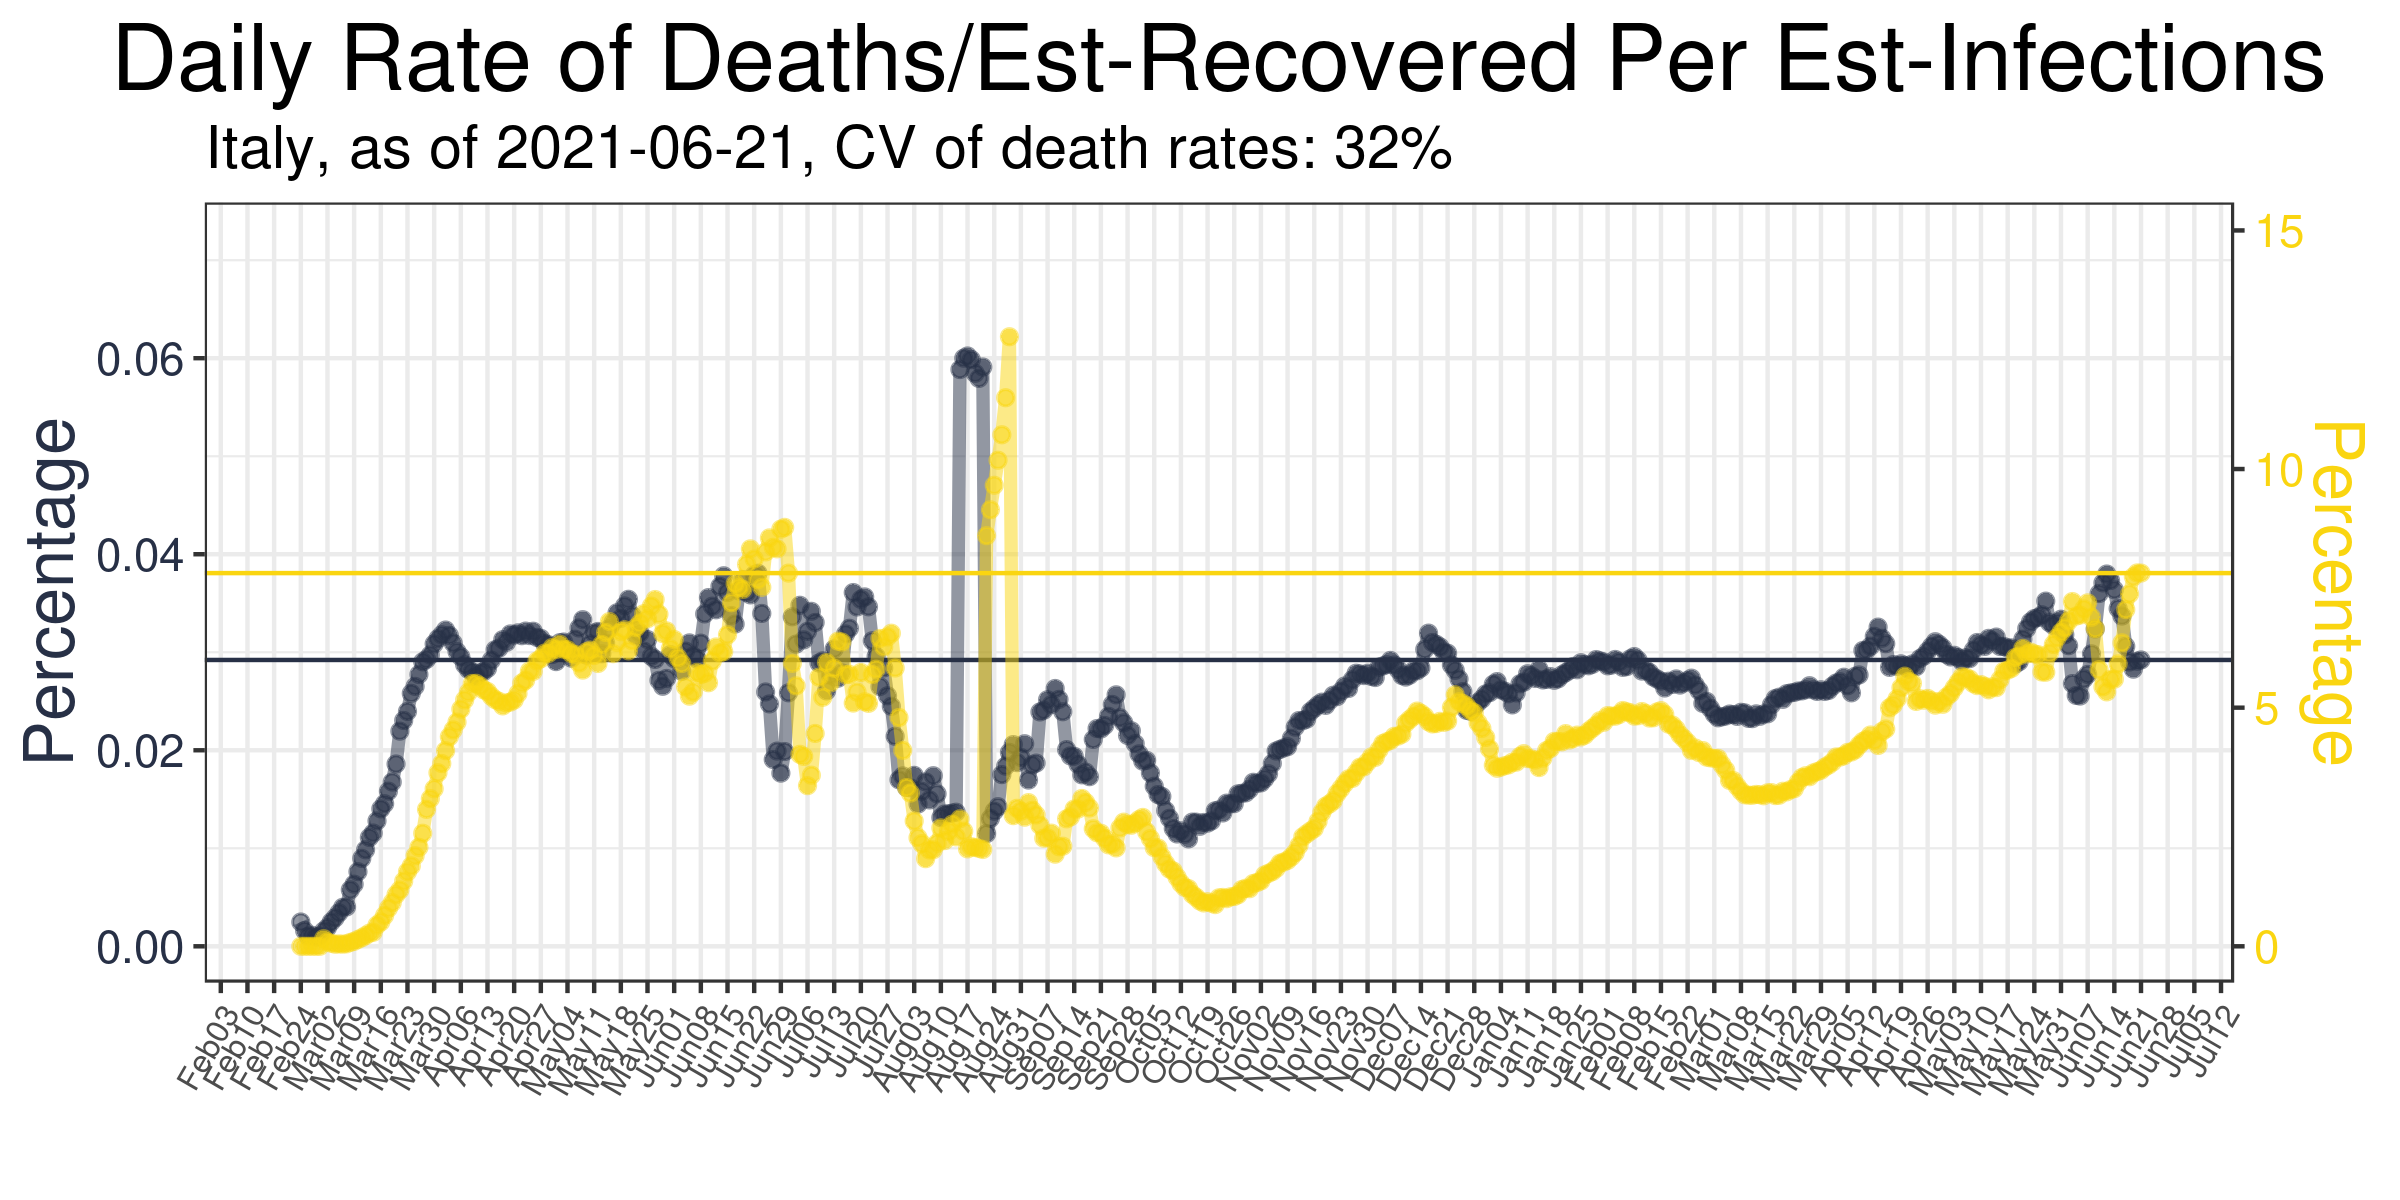 Daily Rate of Deaths/Est-Recovered Per Est-Infections
Italy, as of 2021-06-21, CV of death rates: 32%
Percentage
0.06
0.04
0.02
0.00
15
10
5
0
Percentage
Feb03
Feb10
Feb17
Feb24
Mar02
Mar09
Mar16
Mar23
Mar30
Apr06
Apr13
Apr20
Apr27
May04
May11
May18
May25
Jun01
Jun08
Jun15
Jun22
Jun29
Jul06
Jul13
Jul20
Jul27
Aug03
Aug10
Aug17
Aug24
Aug31
Sep07
Sep14
Sep21
Sep28
Oct05
Oct12
Oct19
Oct26
Nov02
Nov09
Nov16
Nov23
Nov30
Dec07
Dec14
Dec21
Dec28
Jan04
Jan11
Jan18
Jan25
Feb01
Feb08
Feb15
Feb22
Mar01
Mar08
Mar15
Mar22
Mar29
Apr05
Apr12
Apr19
Apr26
May03
May10
May17
May24
May31
Jun07
Jun14
Jun21
Jun28
Jul05
Jul12